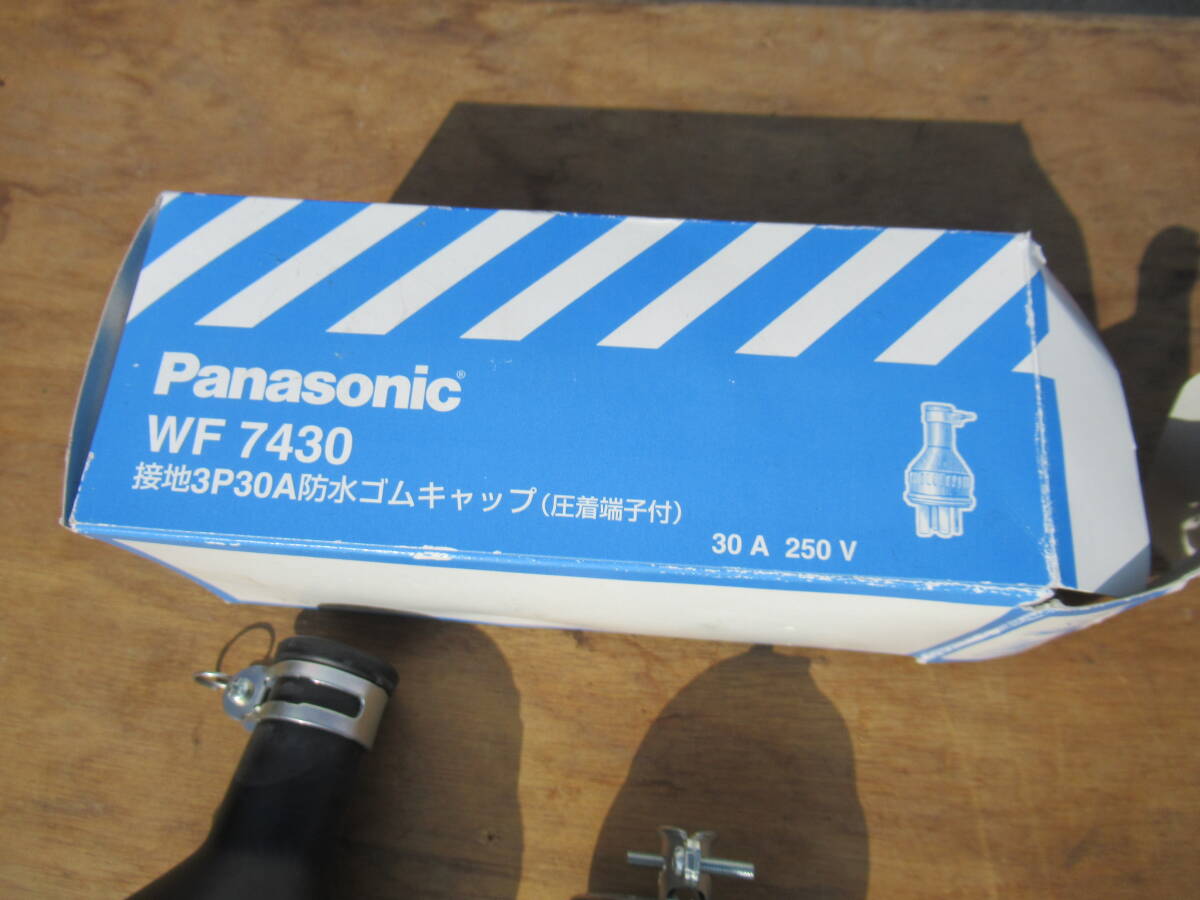 Panasonic®
WF 7430
接地3P30A防水ゴムキャップ(圧着端子付)
30 A 250 V